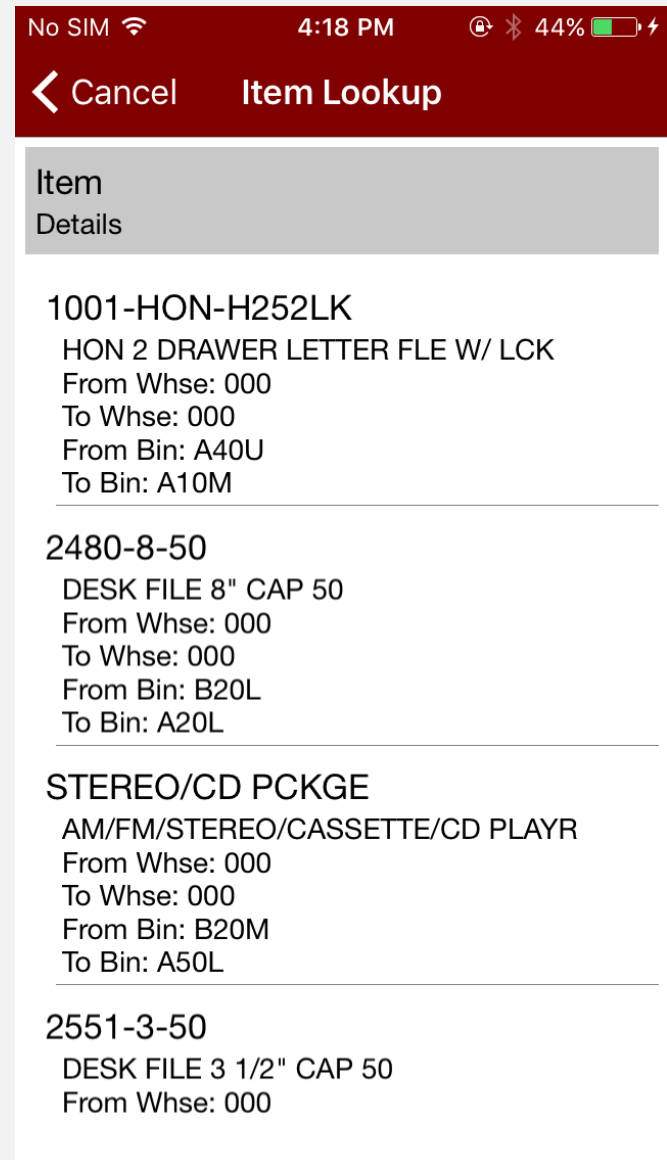 No SIM 4:18 PM 44%
Cancel Item Lookup
Item
Details
1001-HON-H252LK
HON 2 DRAWER LETTER FLE W/ LCK
From Whse: 000
To Whse: 000
From Bin: A40U
To Bin: A10M
2480-8-50
DESK FILE 8" CAP 50
From Whse: 000
To Whse: 000
From Bin: B20L
To Bin: A20L
STEREO/CD PCKGE
AM/FM/STEREO/CASSETTE/CD PLAYR
From Whse: 000
To Whse: 000
From Bin: B20M
To Bin: A50L
2551-3-50
DESK FILE 3 1/2" CAP 50
From Whse: 000